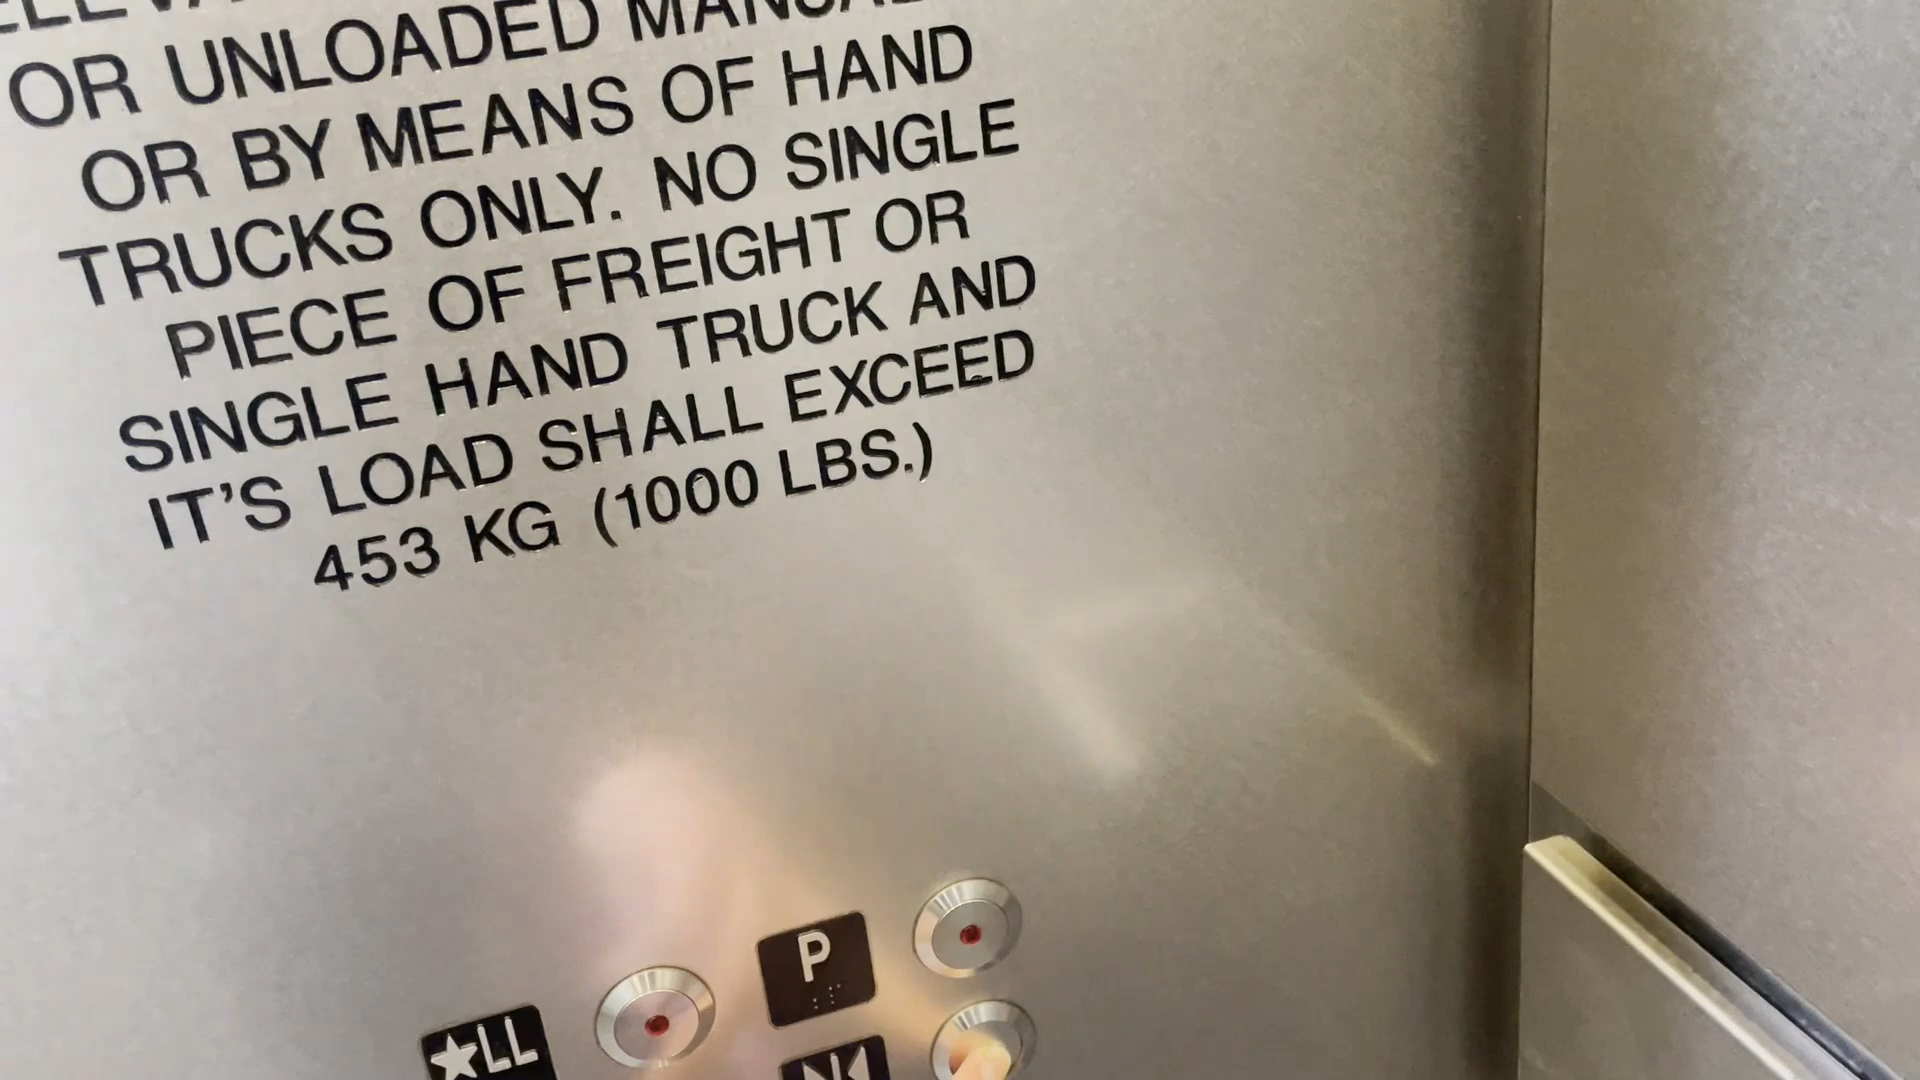 OR UNLOADED
OR BY MEANS OF HAND
TRUCKS ONLY. NO SINGLE
PIECE OF FREIGHT OR
SINGLE HAND TRUCK AND
IT'S LOAD SHALL EXCEED
453 KG (1000 LBS.)
P
★LL